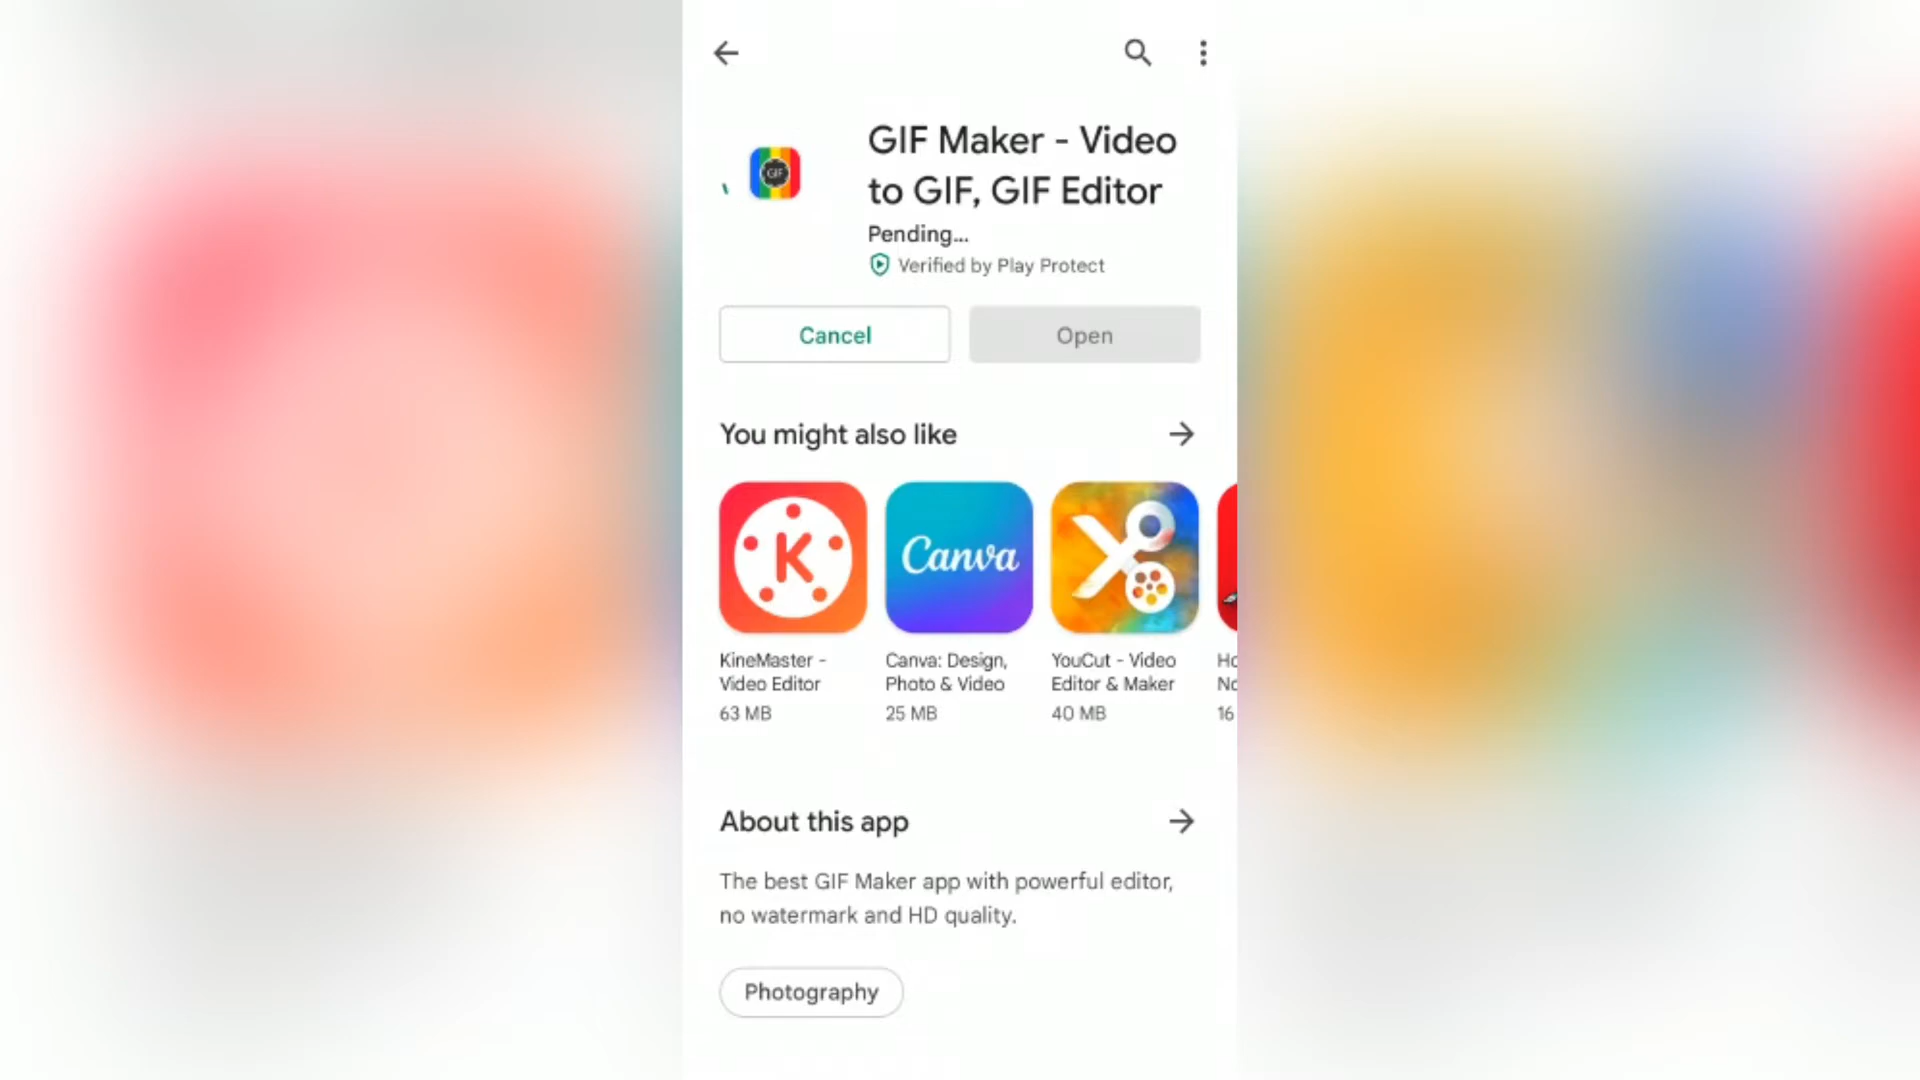 GIF Maker - Video
to GIF, GIF Editor
GIF
Pending...
Verified by Play Protect
Cancel
Open
You might also like
K
Canva
KineMaster -
Video Editor
63 MB
Canva: Design,
Photo & Video
25 MB
YouCut - Video
Editor & Maker
40 MB
16
About this app
The best GIF Maker app with powerful editor,
no watermark and HD quality.
Photography